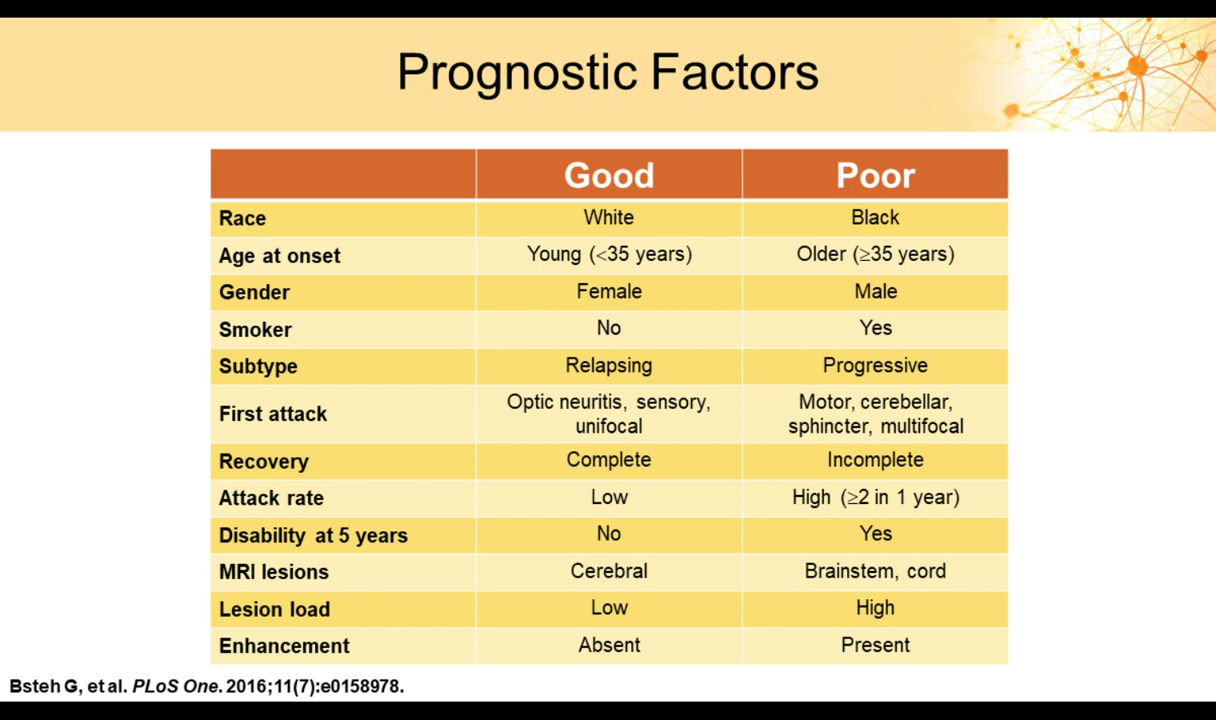 Prognostic Factors
Good Poor
Race White Black
Age at onset Young (<35 years) Older (≥35 years)
Gender Female Male
Smoker No Yes
Subtype Relapsing Progressive
First attack Optic neuritis, sensory, unifocal Motor, cerebellar, sphincter, multifocal
Recovery Complete Incomplete
Attack rate Low High (≥2 in 1 year)
Disability at 5 years No Yes
MRI lesions Cerebral Brainstem, cord
Lesion load Low High
Enhancement Absent Present
Bsteh G, et al. PLoS One. 2016;11(7):e0158978.